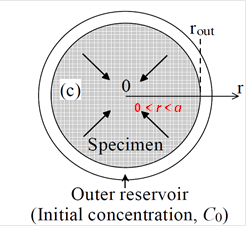 r_out
(c)
0
r
0 < r < a
Specimen
Outer reservoir
(Initial concentration, C₀)